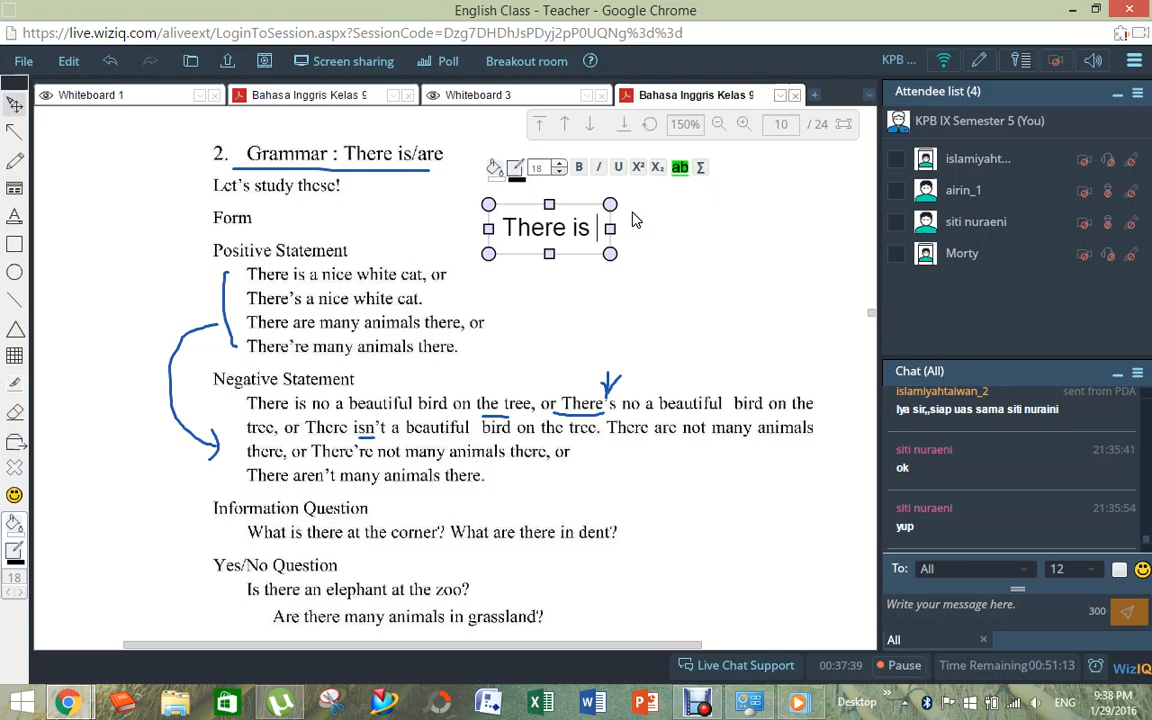 English Class - Teacher - Google Chrome
https://live.wiziq.com/aliveext/LoginToSession.aspx?SessionCode=Dzg7DHDhJsPDyj2pP0UQNg%3d%3d
File Edit Screen sharing Poll Breakout room ? KPB ...
Whiteboard 1 Bahasa Inggris Kelas 9 Whiteboard 3 Bahasa Inggris Kelas 9
150% 10 / 24
18 B / U X² X₂ ab Σ
2. Grammar : There is/are
Let's study these!
There is
Form
Positive Statement
There is a nice white cat, or
There's a nice white cat.
There are many animals there, or
There're many animals there.
Negative Statement
There is no a beautiful bird on the tree, or There's no a beautiful bird on the
tree, or There isn't a beautiful bird on the tree. There are not many animals
there, or There're not many animals there, or
There aren't many animals there.
Information Question
What is there at the corner? What are there in dent?
Yes/No Question
Is there an elephant at the zoo?
Are there many animals in grassland?
18
Attendee list (4)
KPB IX Semester 5 (You)
islamiyaht...
airin_1
siti nuraeni
Morty
Chat (All)
islamiyahtaiwan_2 sent from PDA
Iya sir,,siap uas sama siti nuraini
siti nuraeni 21:35:41
ok
siti nuraeni 21:35:54
yup
To: All 12
Write your message here. 300
All
Live Chat Support 00:37:39 Pause Time Remaining 00:51:13 WizIQ
Desktop ENG 9:38 PM
1/29/2016